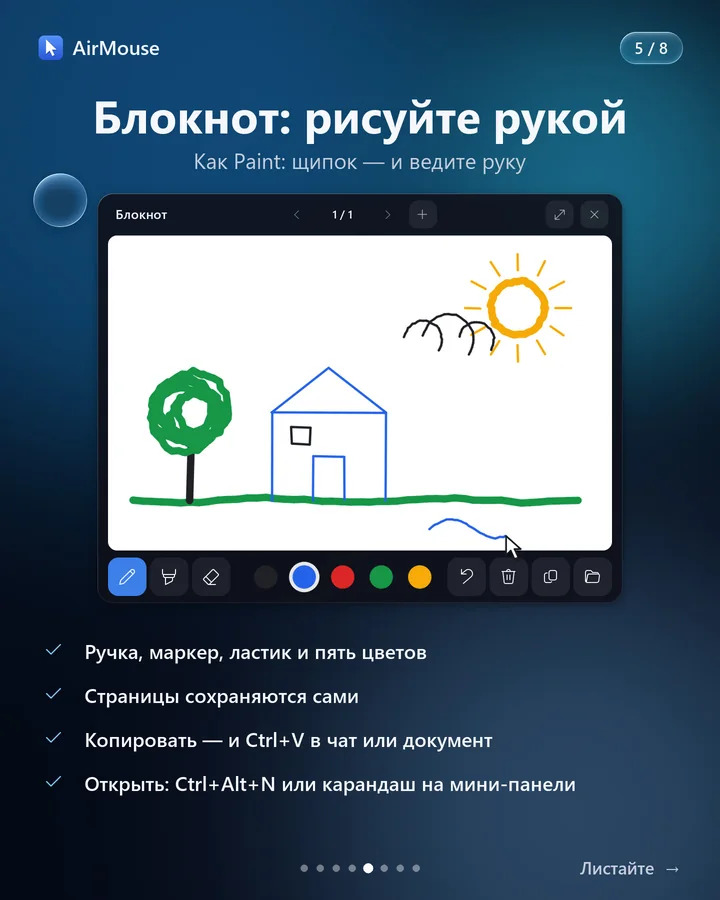 AirMouse
5 / 8
Блокнот: рисуйте рукой
Как Paint: щипок — и ведите руку
Блокнот
1 / 1
Ручка, маркер, ластик и пять цветов
Страницы сохраняются сами
Копировать — и Ctrl+V в чат или документ
Открыть: Ctrl+Alt+N или карандаш на мини-панели
Листайте →